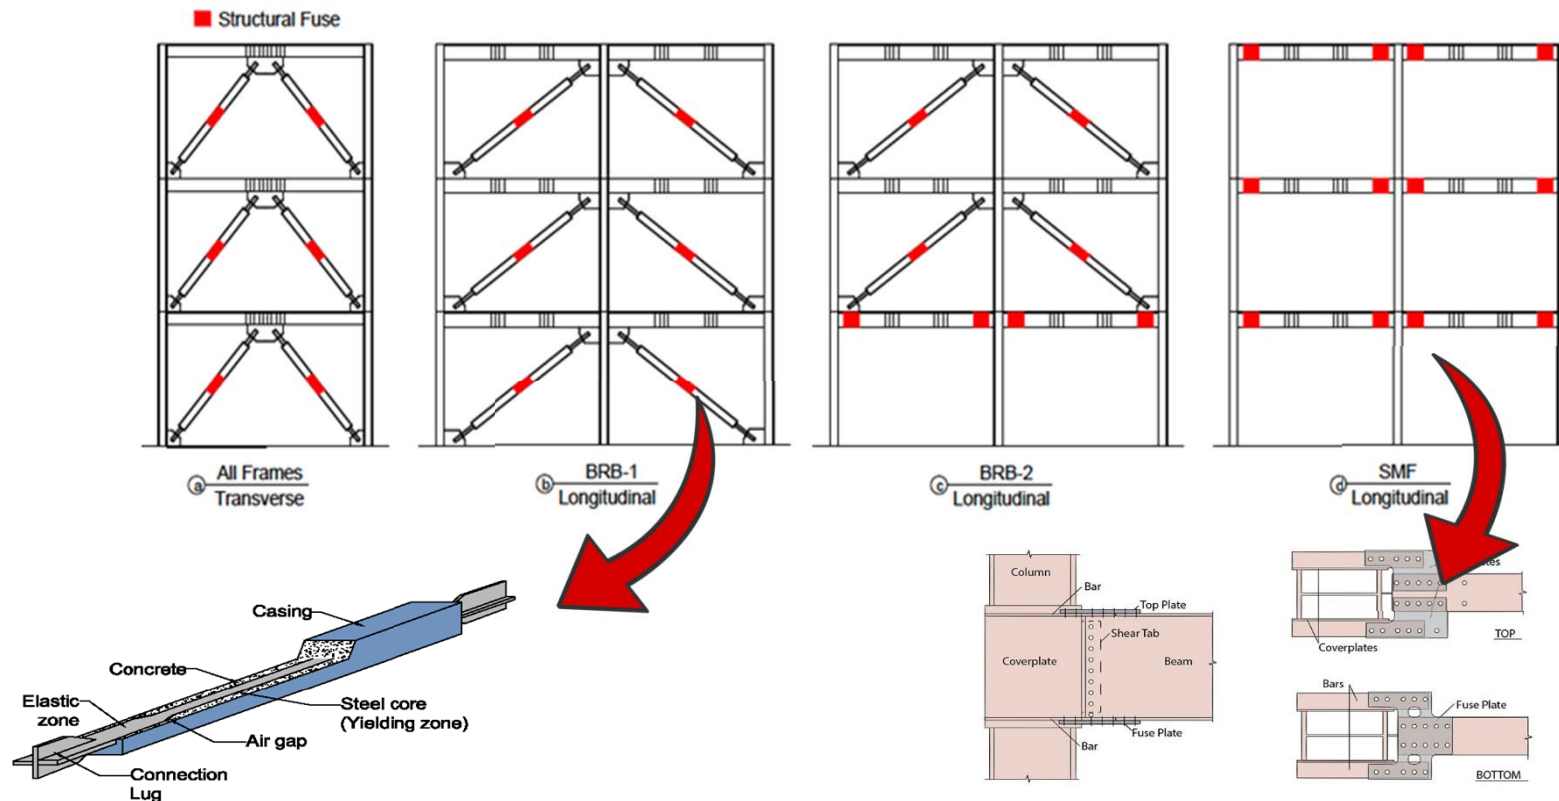 Structural Fuse
a
All Frames
Transverse
b
BRB-1
Longitudinal
c
BRB-2
Longitudinal
d
SMF
Longitudinal
Casing
Concrete
Elastic
zone
Steel core
(Yielding zone)
Air gap
Connection
Lug
Column
Bar
Top Plate
Shear Tab
Coverplate
Beam
Bar
Fuse Plate
Coverplates
TOP
Bars
Fuse Plate
BOTTOM